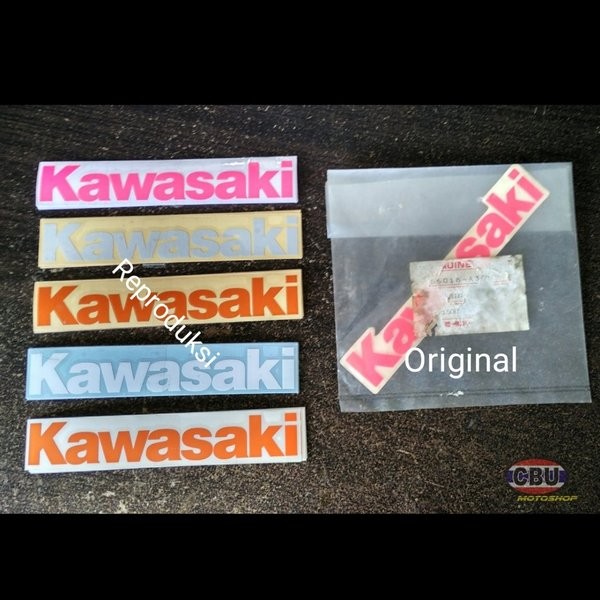 Kawasaki
Kawasaki
Kawasaki
Kawasaki
Kawasaki
Reproduksi
Kawasaki
Original
CBU
MOTOSHOP